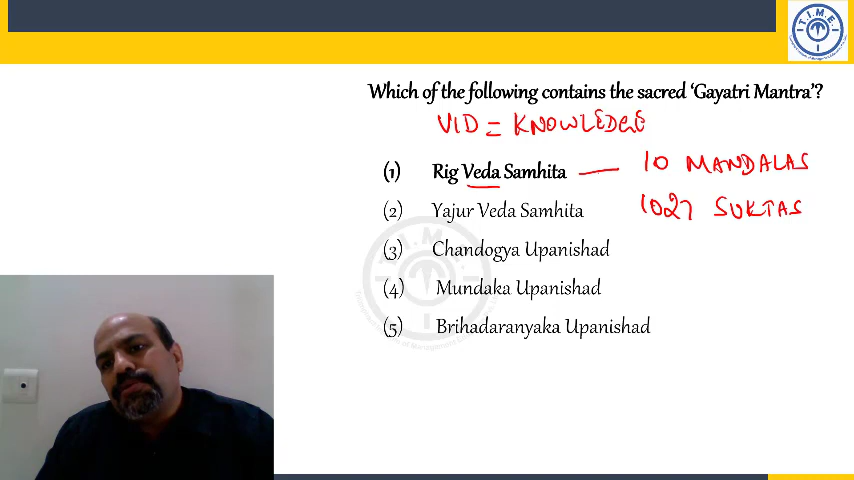 T.I.M.E.
Which of the following contains the sacred ‘Gayatri Mantra’?
VID = KNOWLEDGE
(1) Rig Veda Samhita — 10 MANDALAS
(2) Yajur Veda Samhita 1027 SUKTAS
(3) Chandogya Upanishad
(4) Mundaka Upanishad
(5) Brihadaranyaka Upanishad